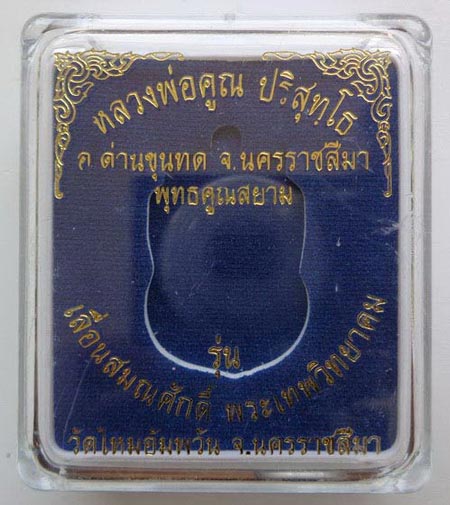 หลวงพ่อคูณ ปริสุทฺโธ
อ ด่านขุนทด จ.นครราชสีมา
พุทธคูณสยาม
รุ่น
เลื่อนสมณศักดิ์ พระเทพวิทยาคม
วัดใหม่อัมพวัน จ.นครราชสีมา